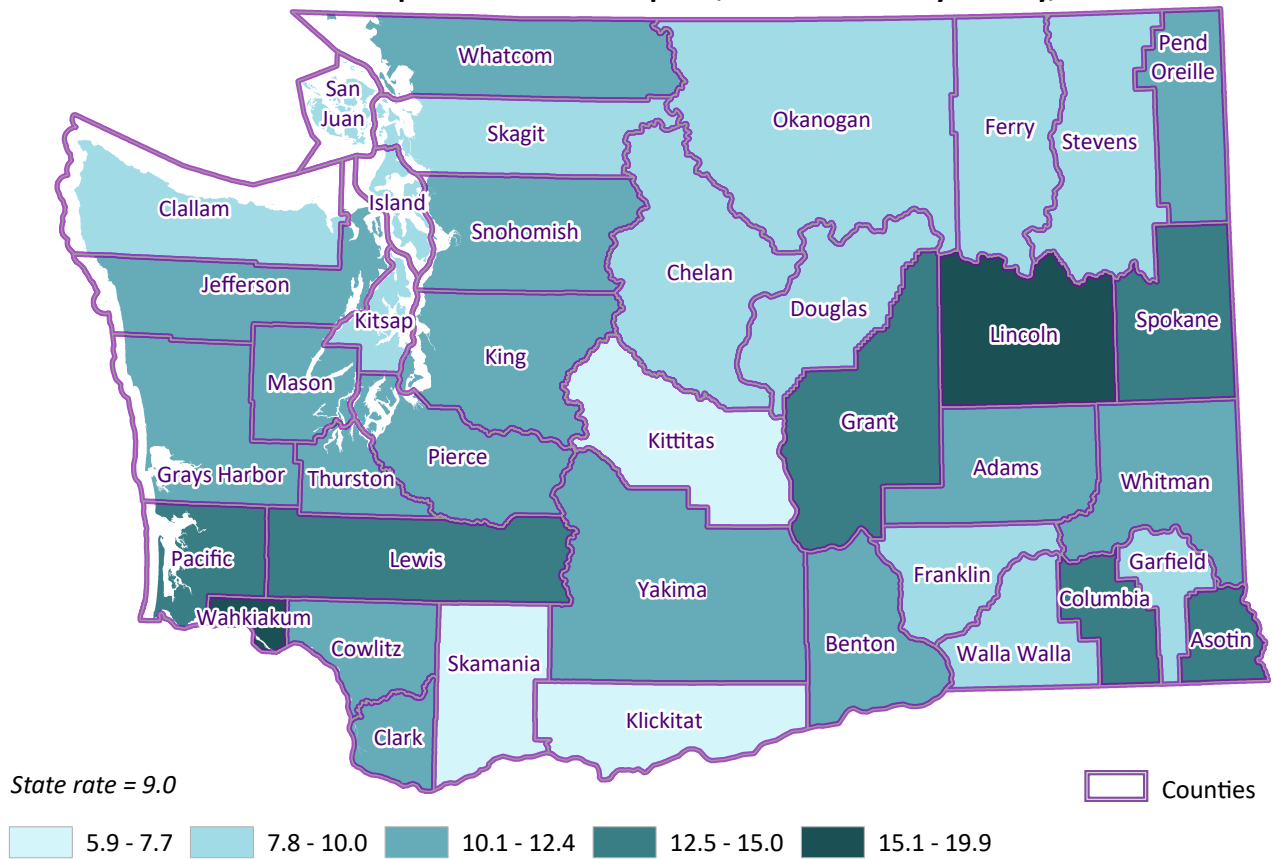 Whatcom
Pend
Oreille
San
Juan
Skagit
Okanogan
Ferry
Stevens
Clallam
Island
Snohomish
Chelan
Jefferson
Douglas
Kitsap
Lincoln
Spokane
King
Mason
Grant
Kittitas
Pierce
Adams
Grays Harbor
Thurston
Whitman
Pacific
Lewis
Garfield
Franklin
Yakima
Columbia
Wahkiakum
Asotin
Benton
Cowlitz
Walla Walla
Skamania
Klickitat
Clark
State rate = 9.0
Counties
5.9 - 7.7
7.8 - 10.0
10.1 - 12.4
12.5 - 15.0
15.1 - 19.9